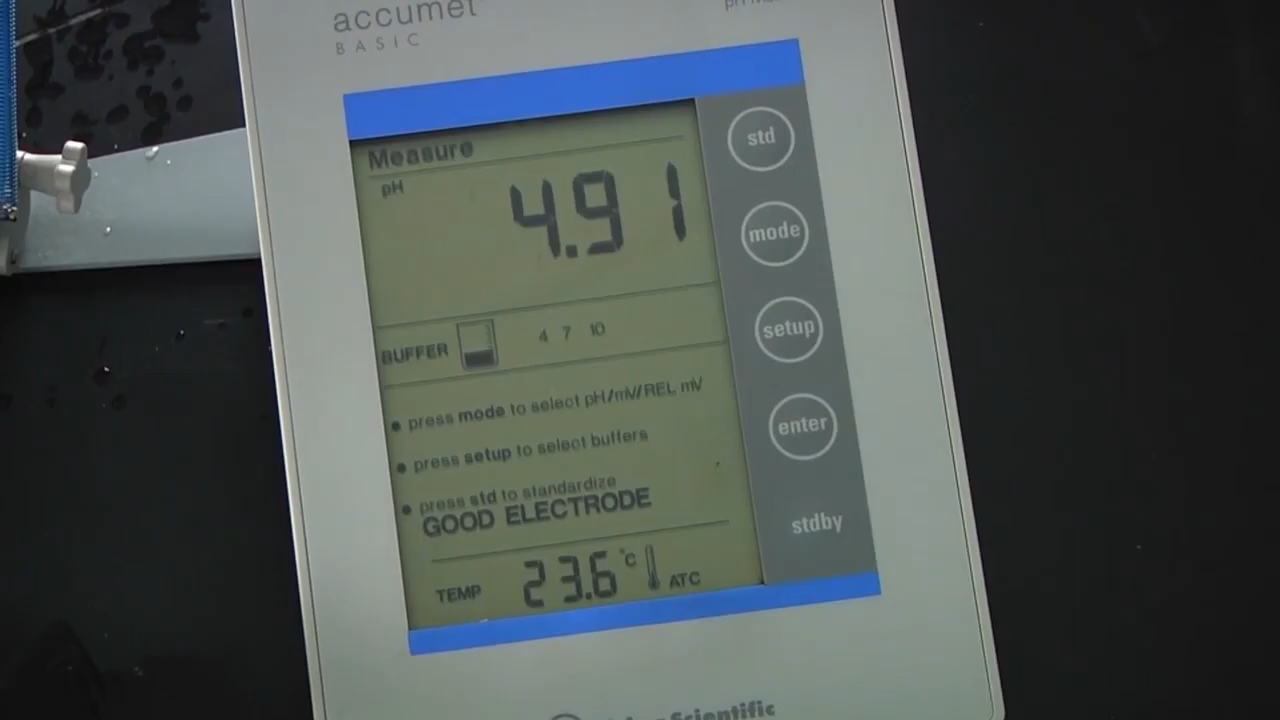 accumet
BASIC
pH
Measure
pH
4.91
std
mode
BUFFER 4 7 10
setup
• press mode to select pH/mV/REL mV
• press setup to select buffers
enter
• press std to standardize
GOOD ELECTRODE
stdby
TEMP 23.6 °C ATC
Scientific